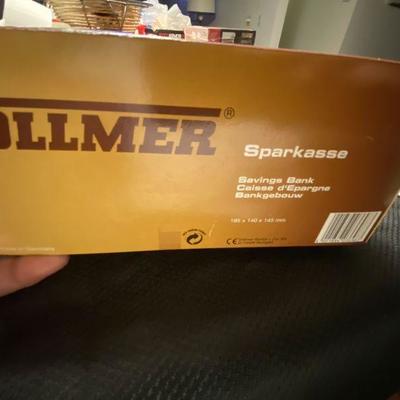 OLLMER®
Sparkasse
Savings Bank
Caisse d'Epargne
Bankgebouw
185 x 140 x 145 mm
CE